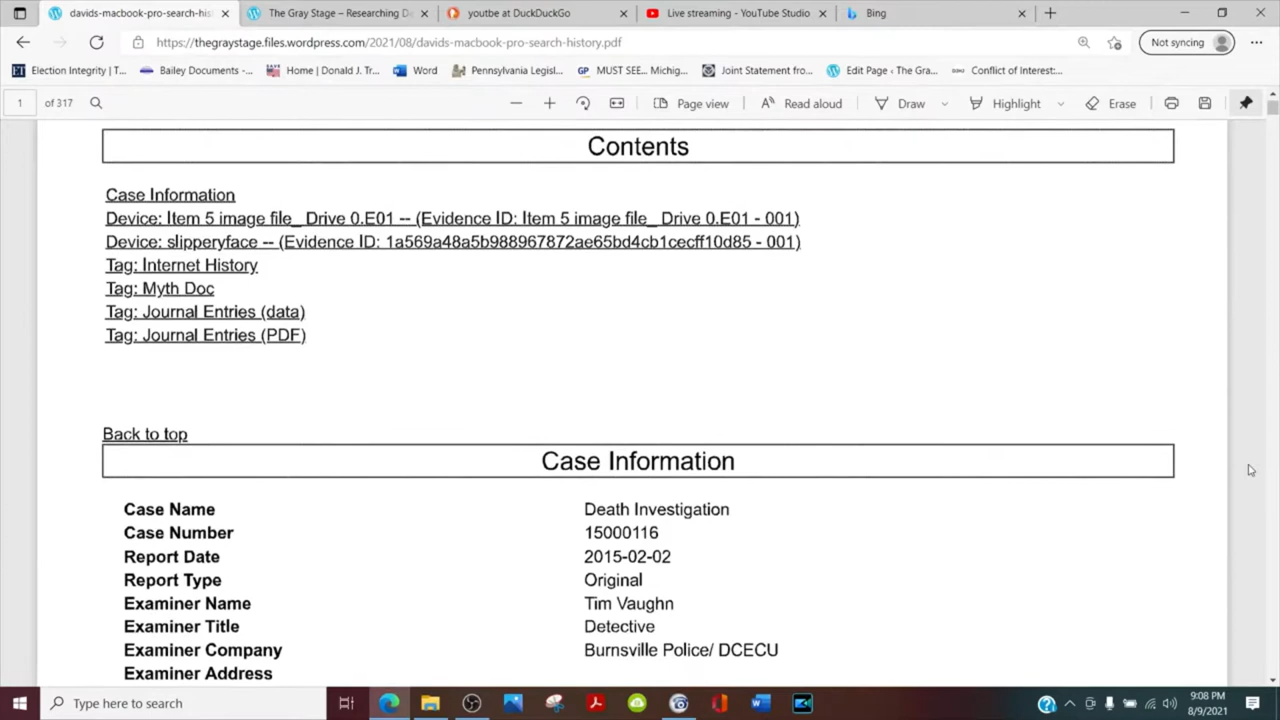 davids-macbook-pro-search-hist
The Gray Stage – Researching De
youtbe at DuckDuckGo
Live streaming - YouTube Studio
Bing
https://thegraystage.files.wordpress.com/2021/08/davids-macbook-pro-search-history.pdf
Not syncing
Election Integrity | T...
Bailey Documents -...
Home | Donald J. Tr...
Word
Pennsylvania Legisl...
GP MUST SEE... Michig...
Joint Statement fro...
Edit Page ‹ The Gra...
Conflict of Interest:...
1 of 317
Page view
Read aloud
Draw
Highlight
Erase
Contents
Case Information
Device: Item 5 image file_ Drive 0.E01 -- (Evidence ID: Item 5 image file_ Drive 0.E01 - 001)
Device: slipperyface -- (Evidence ID: 1a569a48a5b988967872ae65bd4cb1cecff10d85 - 001)
Tag: Internet History
Tag: Myth Doc
Tag: Journal Entries (data)
Tag: Journal Entries (PDF)
Back to top
Case Information
Case Name Death Investigation
Case Number 15000116
Report Date 2015-02-02
Report Type Original
Examiner Name Tim Vaughn
Examiner Title Detective
Examiner Company Burnsville Police/ DCECU
Examiner Address
Type here to search
9:08 PM
8/9/2021